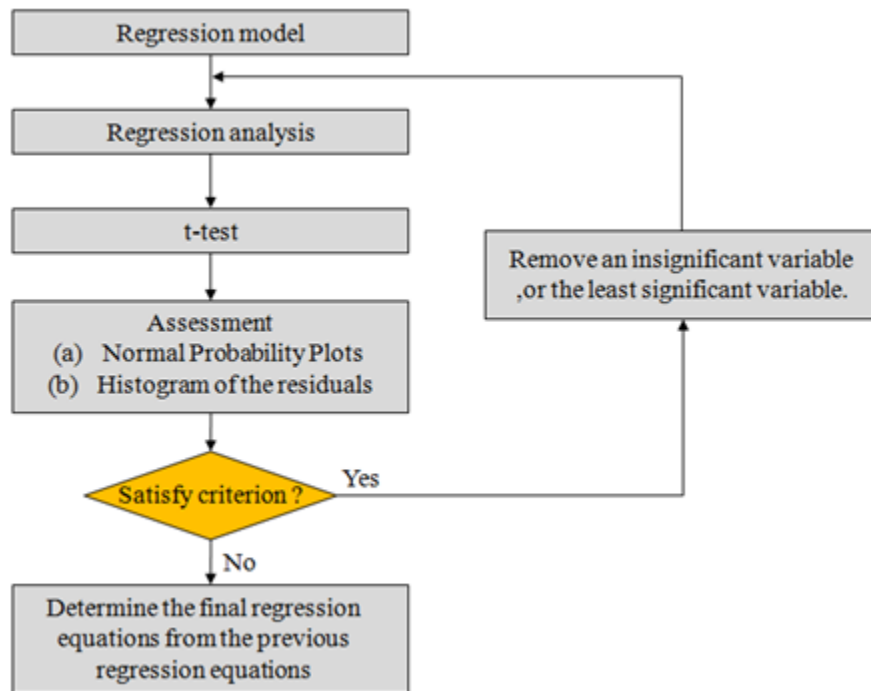 Regression model
Regression analysis
t-test
Remove an insignificant variable
,or the least significant variable.
Assessment
(a) Normal Probability Plots
(b) Histogram of the residuals
Satisfy criterion ?
Yes
No
Determine the final regression
equations from the previous
regression equations